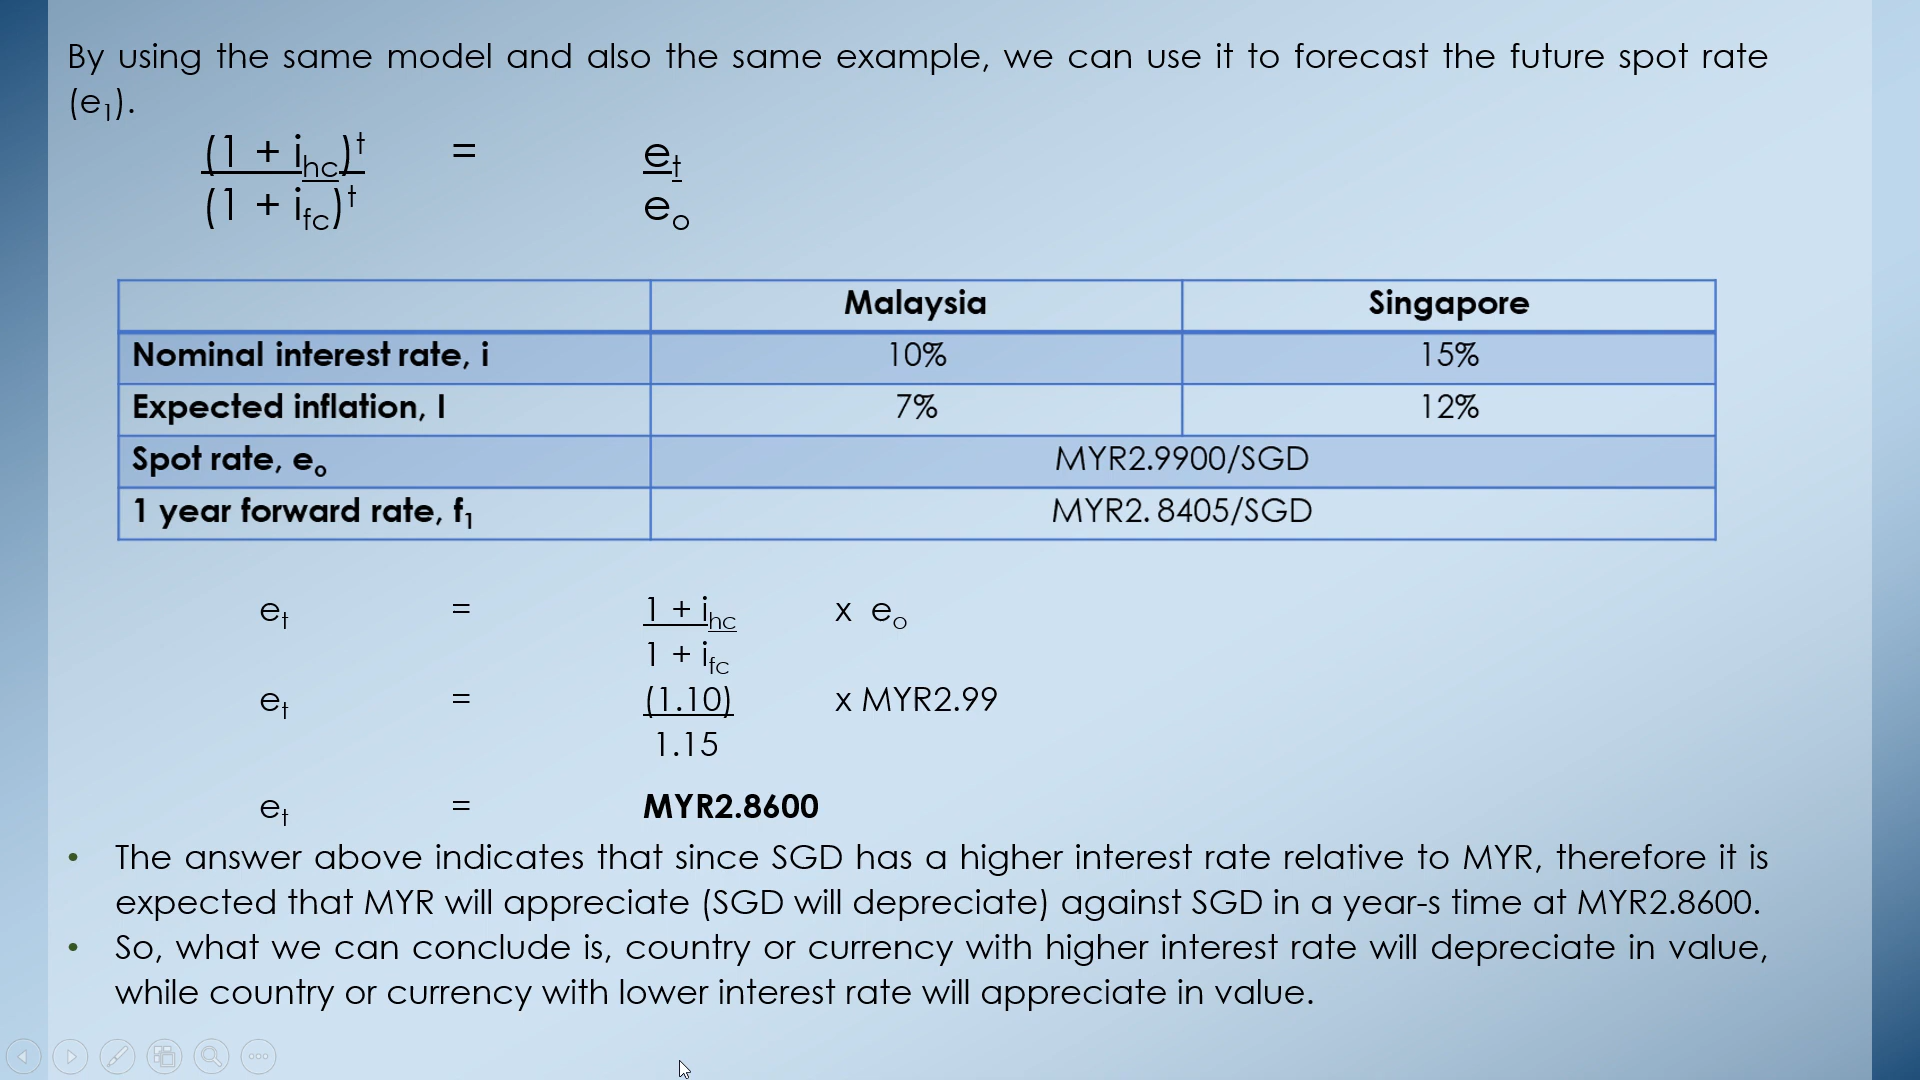 By using the same model and also the same example, we can use it to forecast the future spot rate
(e1).
(1 + ihc)t = et
(1 + ifc)t eo
Malaysia Singapore
Nominal interest rate, i 10% 15%
Expected inflation, I 7% 12%
Spot rate, eo MYR2.9900/SGD
1 year forward rate, f1 MYR2. 8405/SGD
et = 1 + ihc x eo
1 + ifc
et = (1.10) x MYR2.99
1.15
et = MYR2.8600
• The answer above indicates that since SGD has a higher interest rate relative to MYR, therefore it is
expected that MYR will appreciate (SGD will depreciate) against SGD in a year-s time at MYR2.8600.
• So, what we can conclude is, country or currency with higher interest rate will depreciate in value,
while country or currency with lower interest rate will appreciate in value.